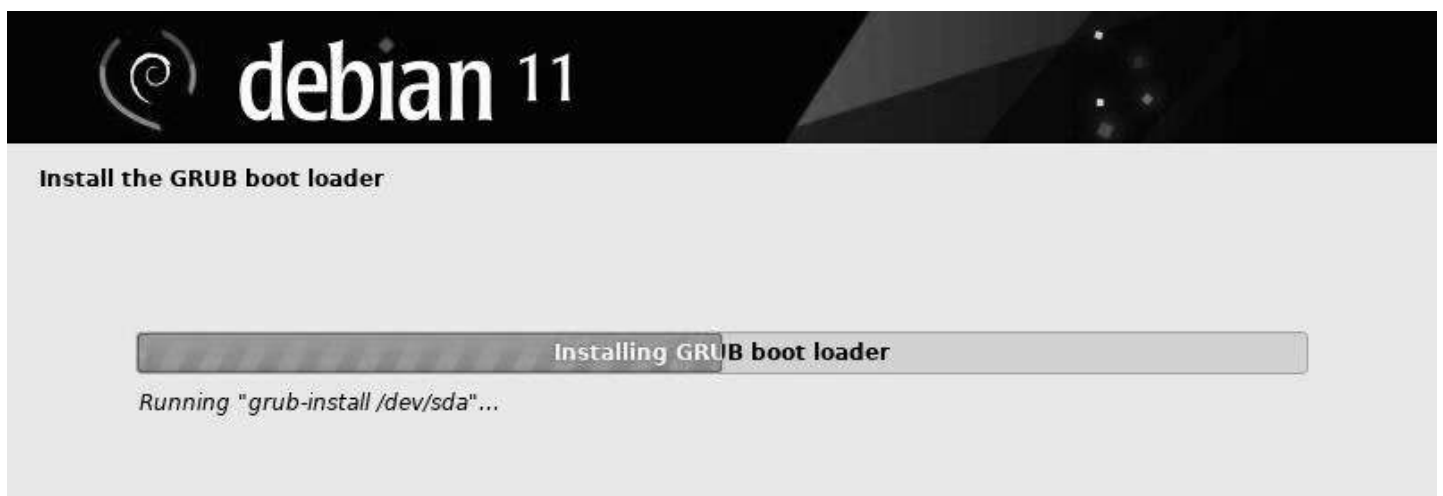 debian 11
Install the GRUB boot loader
Installing GRUB boot loader
Running "grub-install /dev/sda"...